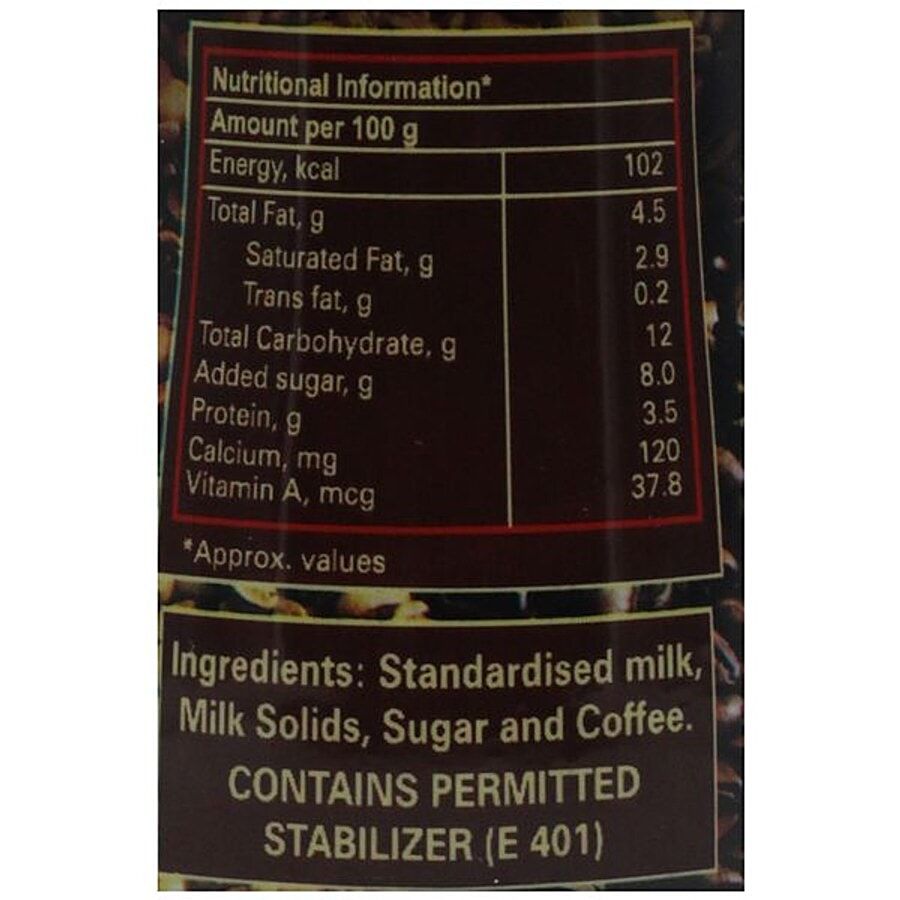 Nutritional Information*
Amount per 100 g
Energy, kcal 102
Total Fat, g 4.5
Saturated Fat, g 2.9
Trans fat, g 0.2
Total Carbohydrate, g 12
Added sugar, g 8.0
Protein, g 3.5
Calcium, mg 120
Vitamin A, mcg 37.8
*Approx. values
Ingredients: Standardised milk,
Milk Solids, Sugar and Coffee.
CONTAINS PERMITTED
STABILIZER (E 401)